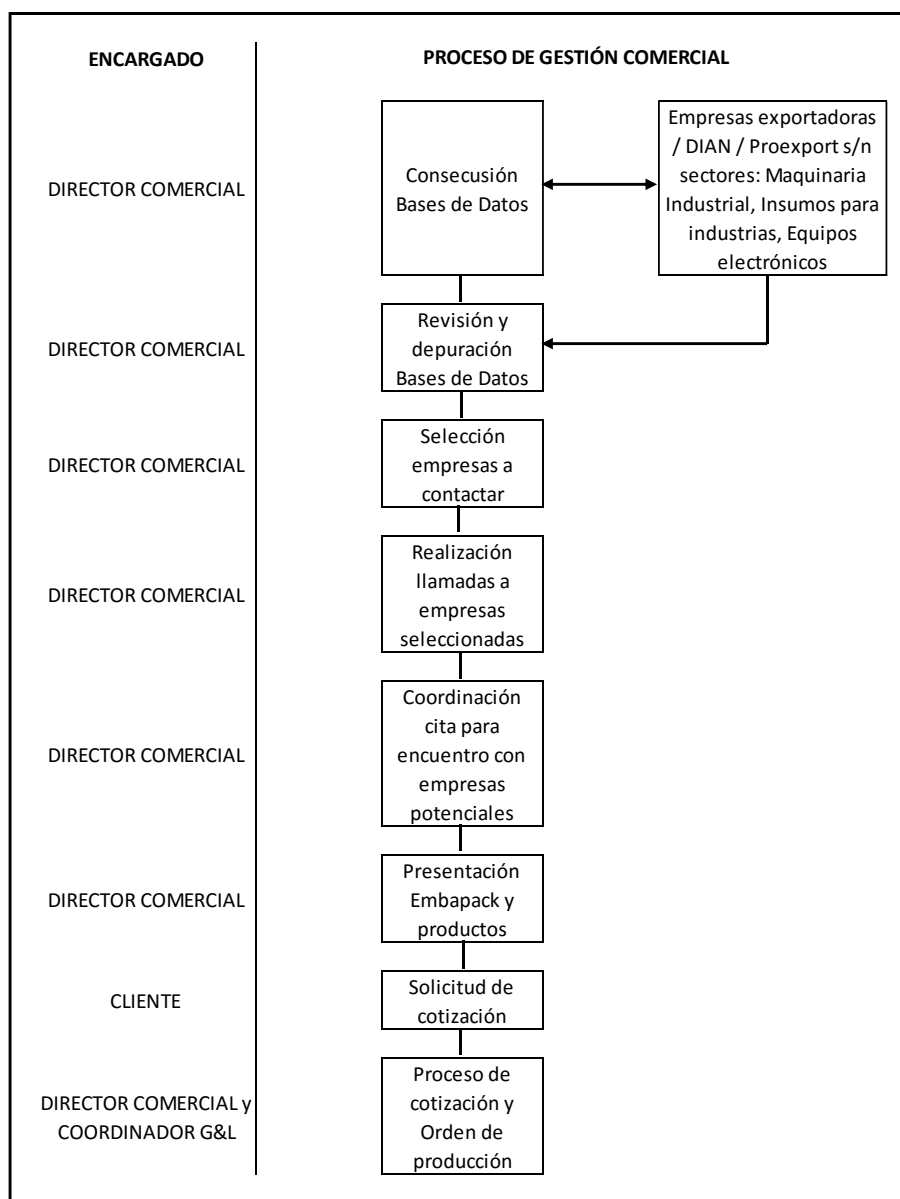 ENCARGADO
PROCESO DE GESTIÓN COMERCIAL
DIRECTOR COMERCIAL
Consecusión
Bases de Datos
Empresas exportadoras
/ DIAN / Proexport s/n
sectores: Maquinaria
Industrial, Insumos para
industrias, Equipos
electrónicos
DIRECTOR COMERCIAL
Revisión y
depuración
Bases de Datos
DIRECTOR COMERCIAL
Selección
empresas a
contactar
DIRECTOR COMERCIAL
Realización
llamadas a
empresas
seleccionadas
DIRECTOR COMERCIAL
Coordinación
cita para
encuentro con
empresas
potenciales
DIRECTOR COMERCIAL
Presentación
Embapack y
productos
CLIENTE
Solicitud de
cotización
DIRECTOR COMERCIAL y
COORDINADOR G&L
Proceso de
cotización y
Orden de
producción